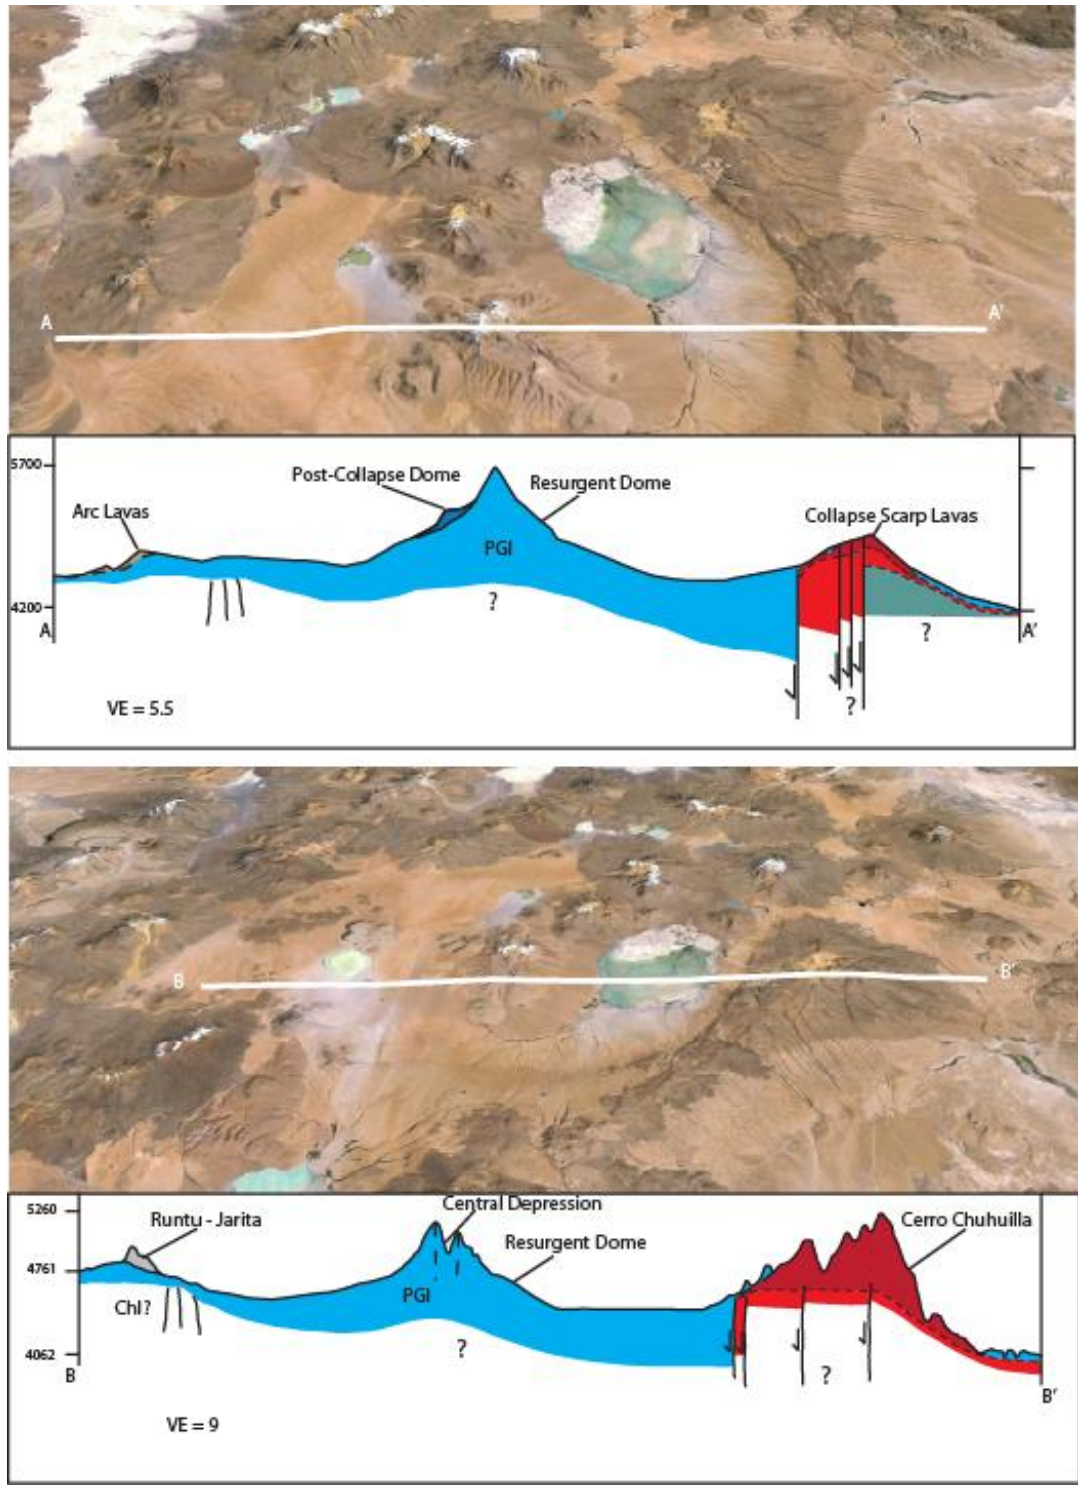 A
A'
5700
Post-Collapse Dome
Resurgent Dome
Arc Lavas
Collapse Scarp Lavas
PGI
4200
?
?
A
A'
?
VE = 5.5
B
B'
5260
Runtu - Jarita
Central Depression
Cerro Chuhuilla
Resurgent Dome
4761
PGI
Chl?
?
4062
?
B
B'
VE = 9